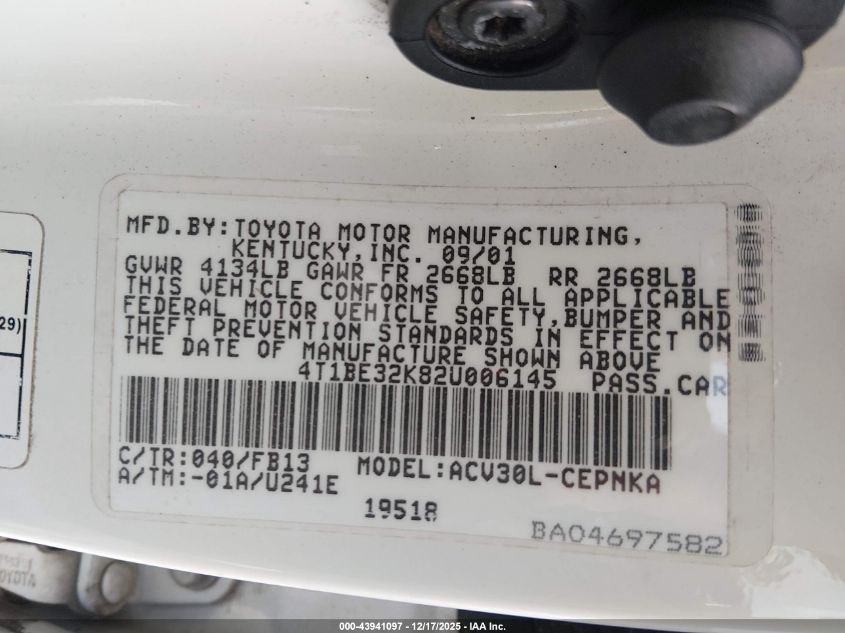 MFD.BY:TOYOTA MOTOR MANUFACTURING,
KENTUCKY,INC. 09/01
GVWR 4134LB GAWR FR 2668LB RR 2668LB
THIS VEHICLE CONFORMS TO ALL APPLICABLE
FEDERAL MOTOR VEHICLE SAFETY,BUMPER AND
THEFT PREVENTION STANDARDS IN EFFECT ON
THE DATE OF MANUFACTURE SHOWN ABOVE
4T1BE32K82U006145 PASS.CAR
C/TR:040/FB13 MODEL:ACV30L-CEPNKA
A/TM:-01A/U241E
19518
BA04697582
29)
TOYOTA
000-43941097 - 12/17/2025 - IAA Inc.